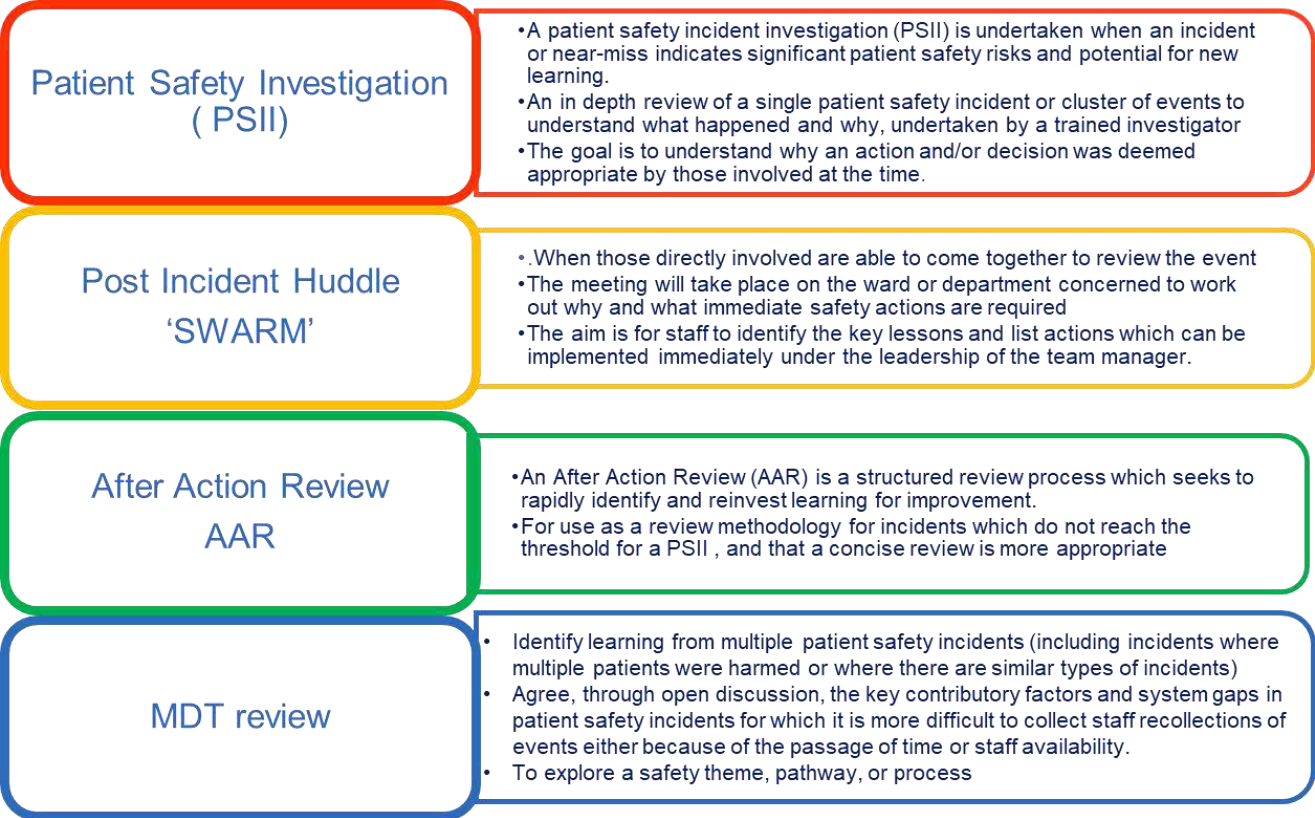 Patient Safety Investigation
( PSII)
•A patient safety incident investigation (PSII) is undertaken when an incident
or near-miss indicates significant patient safety risks and potential for new
learning.
•An in depth review of a single patient safety incident or cluster of events to
understand what happened and why, undertaken by a trained investigator
•The goal is to understand why an action and/or decision was deemed
appropriate by those involved at the time.
Post Incident Huddle
‘SWARM’
•.When those directly involved are able to come together to review the event
•The meeting will take place on the ward or department concerned to work
out why and what immediate safety actions are required
•The aim is for staff to identify the key lessons and list actions which can be
implemented immediately under the leadership of the team manager.
After Action Review
AAR
•An After Action Review (AAR) is a structured review process which seeks to
rapidly identify and reinvest learning for improvement.
•For use as a review methodology for incidents which do not reach the
threshold for a PSII , and that a concise review is more appropriate
MDT review
• Identify learning from multiple patient safety incidents (including incidents where
multiple patients were harmed or where there are similar types of incidents)
• Agree, through open discussion, the key contributory factors and system gaps in
patient safety incidents for which it is more difficult to collect staff recollections of
events either because of the passage of time or staff availability.
• To explore a safety theme, pathway, or process